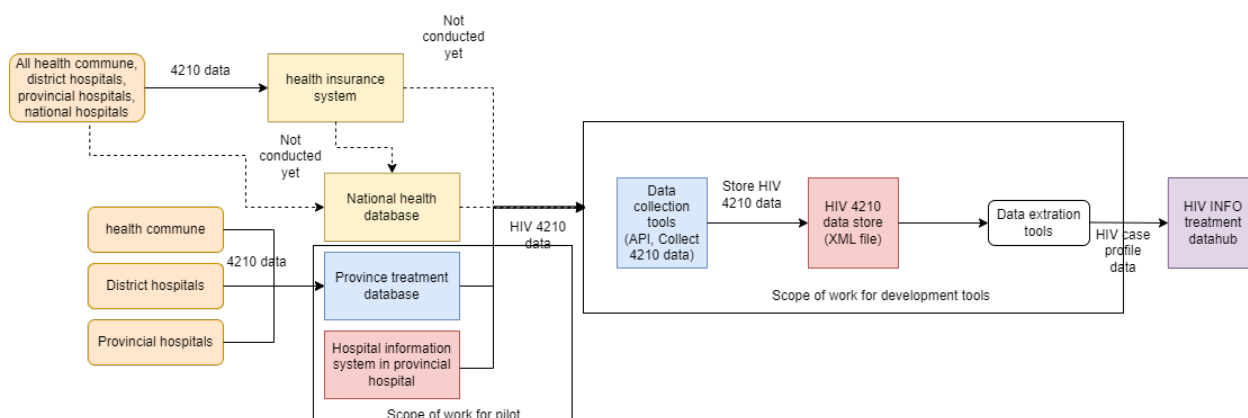 All health commune,
district hospitals,
provincial hospitals,
national hospitals
4210 data
health insurance
system
Not
conducted
yet
Not
conducted
yet
National health
database
health commune
District hospitals
Provincial hospitals
4210 data
Province treatment
database
Hospital information
system in provincial
hospital
Scope of work for pilot
HIV 4210
data
Data
collection
tools
(API, Collect
4210 data)
Store HIV
4210 data
HIV 4210
data store
(XML file)
Data extration
tools
HIV case
profile
data
HIV INFO
treatment
datahub
Scope of work for development tools